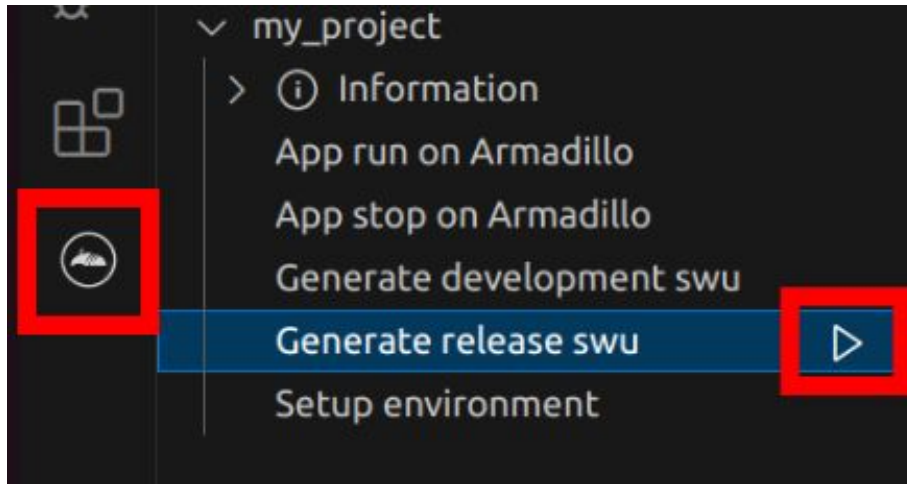 my_project
Information
App run on Armadillo
App stop on Armadillo
Generate development swu
Generate release swu
Setup environment